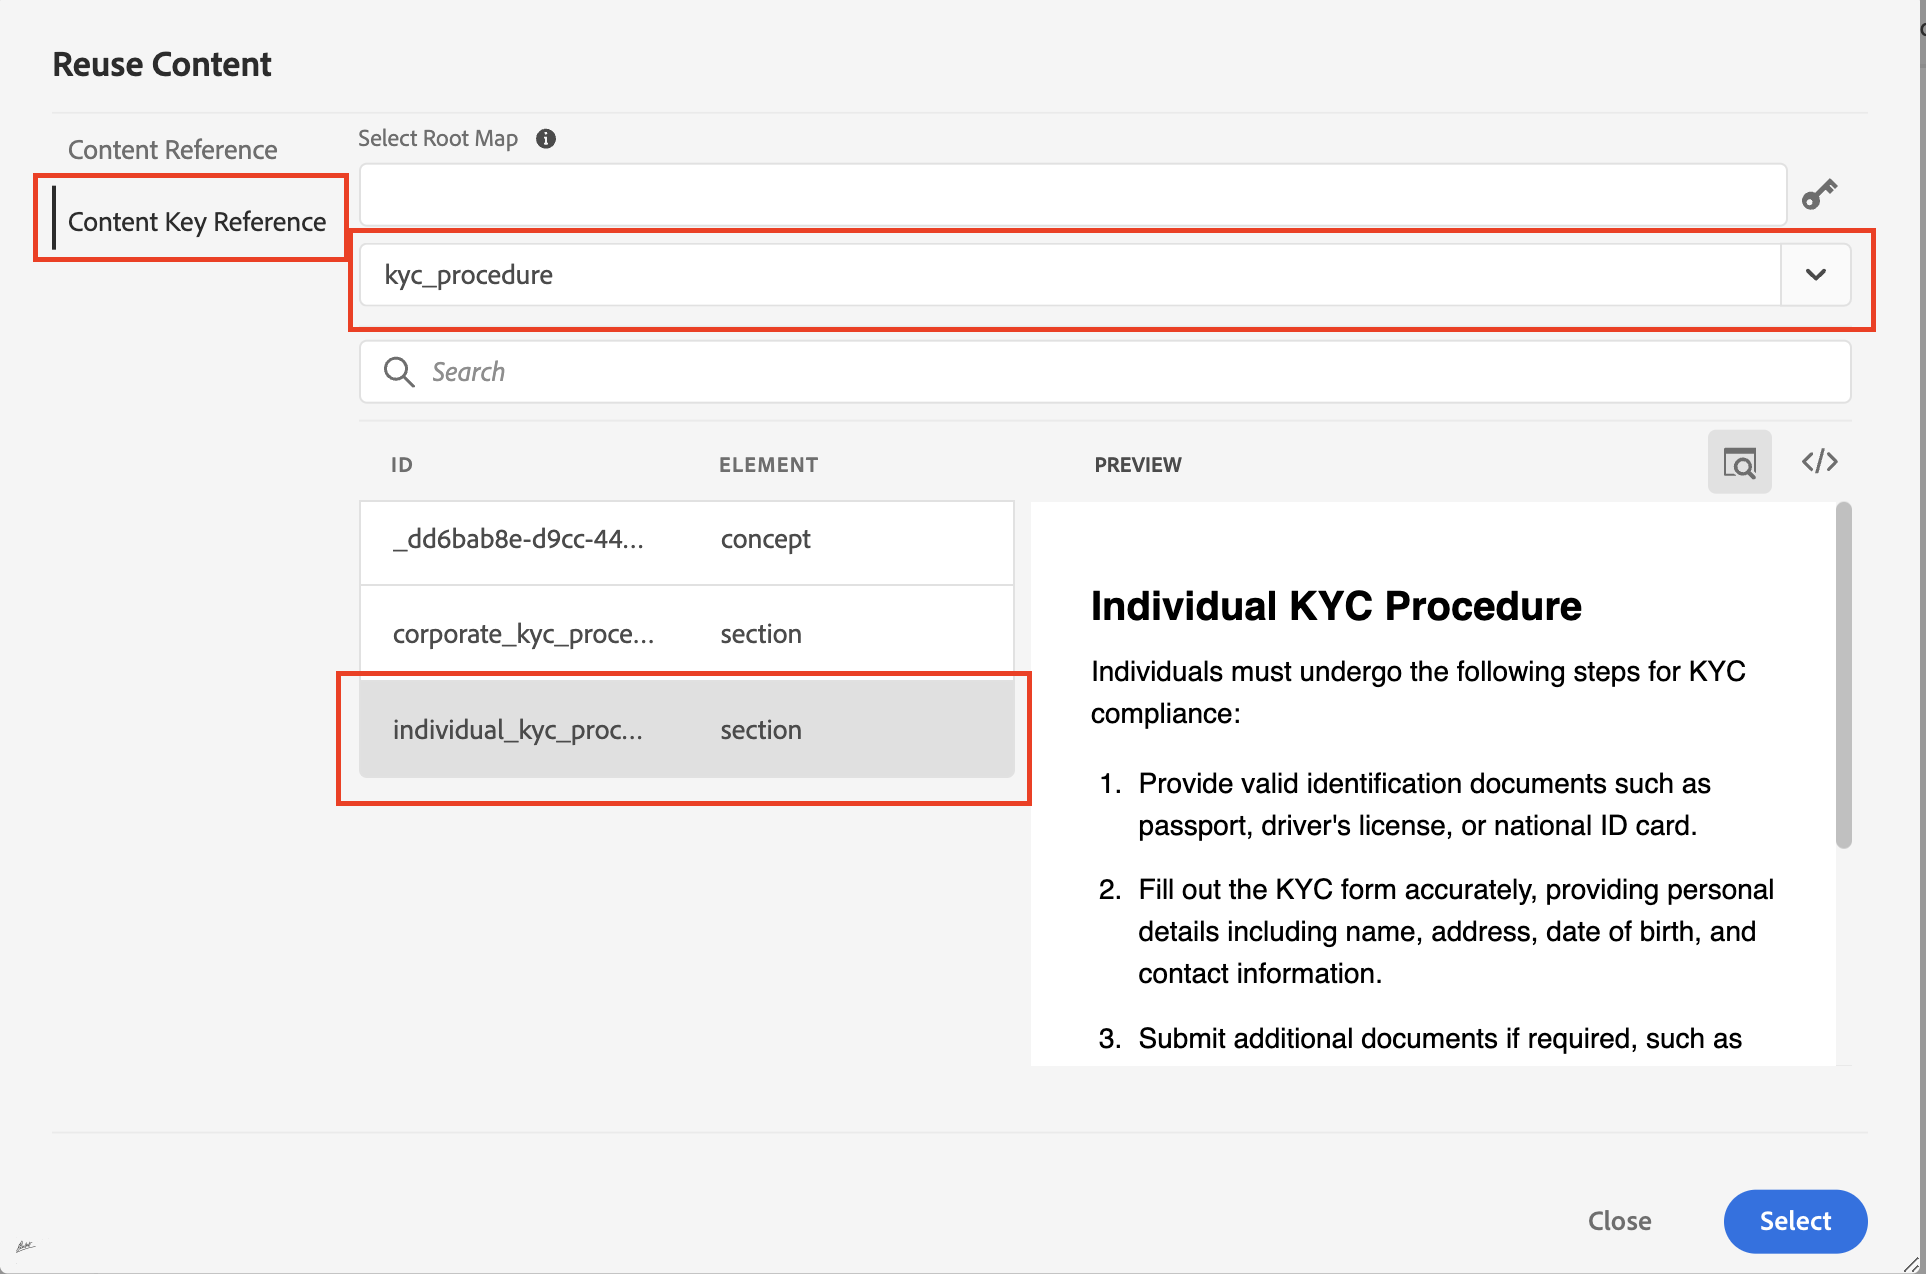 Reuse Content
Content Reference
Content Key Reference
Select Root Map
kyc_procedure
Search
ID ELEMENT PREVIEW
_dd6bab8e-d9cc-44... concept
corporate_kyc_proce... section
individual_kyc_proc... section
Individual KYC Procedure
Individuals must undergo the following steps for KYC
compliance:
1. Provide valid identification documents such as
passport, driver's license, or national ID card.
2. Fill out the KYC form accurately, providing personal
details including name, address, date of birth, and
contact information.
3. Submit additional documents if required, such as
Close Select